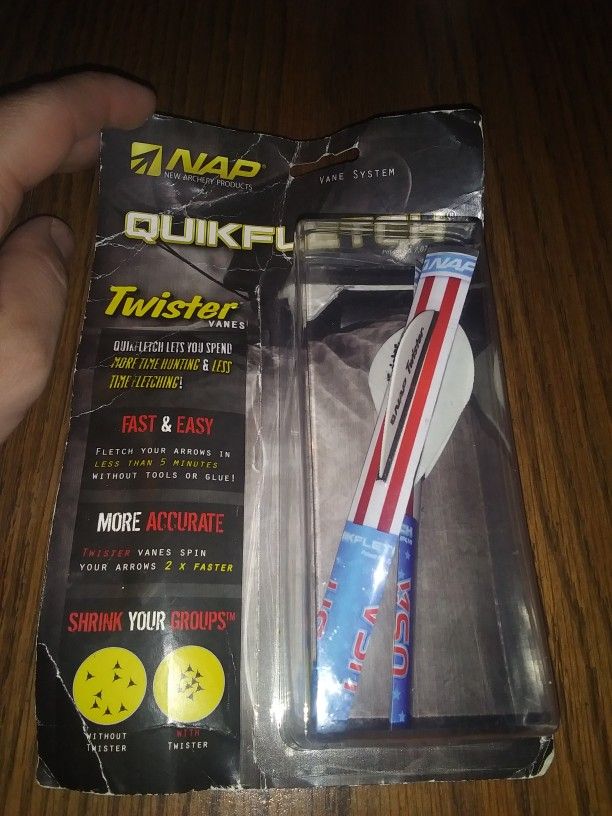 NAP®
NEW ARCHERY PRODUCTS
VANE SYSTEM
QUIKFLETCH®
Twister
VANES
QUIKFLETCH LETS YOU SPEND
MORE TIME HUNTING & LESS
TIME FLETCHING!
FAST & EASY
FLETCH YOUR ARROWS IN
LESS THAN 5 MINUTES
WITHOUT TOOLS OR GLUE!
MORE ACCURATE
TWISTER VANES SPIN
YOUR ARROWS 2 X FASTER
SHRINK YOUR GROUPS™
WITHOUT
TWISTER
WITH
TWISTER
NAP
Twister
QUIKFLETCH
USA
USA